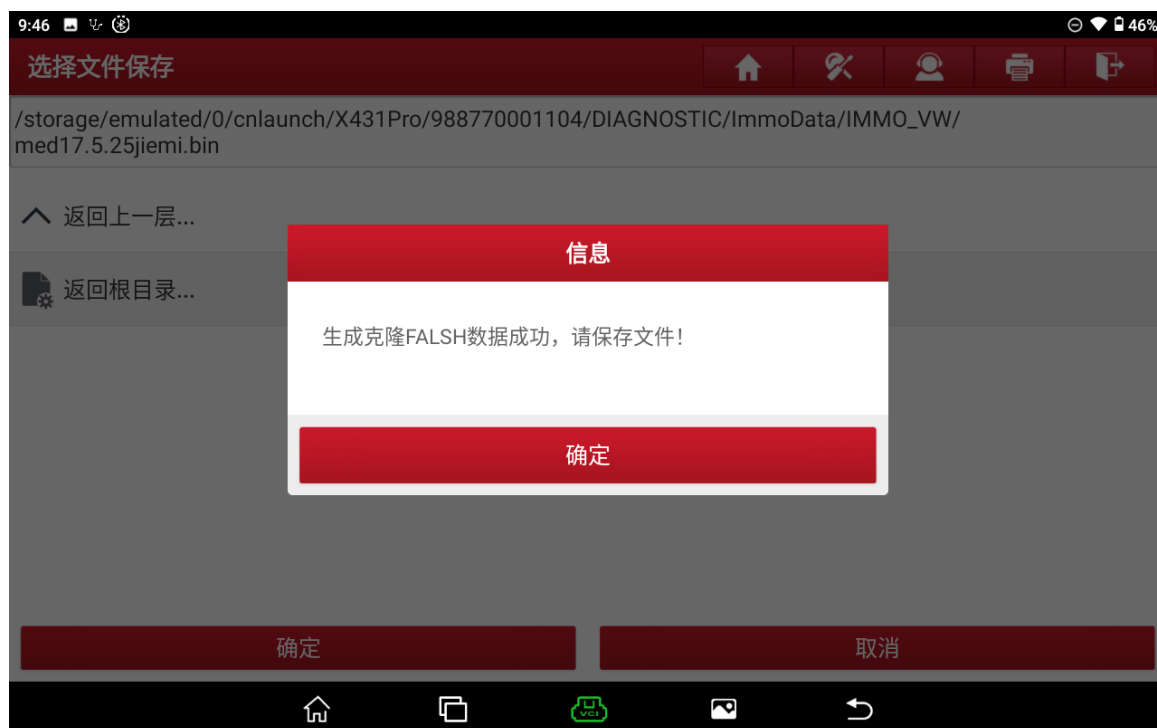 9:46
46%
选择文件保存
/storage/emulated/0/cnlaunch/X431Pro/988770001104/DIAGNOSTIC/ImmoData/IMMO_VW/
med17.5.25jiemi.bin
返回上一层...
信息
返回根目录...
生成克隆FALSH数据成功，请保存文件！
确定
确定
取消
VCI